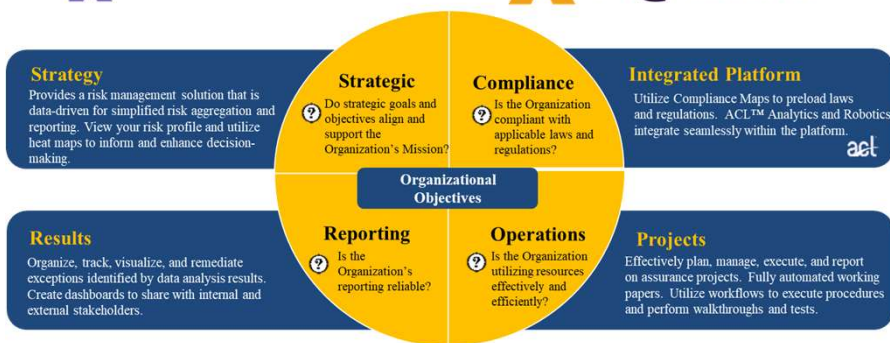 Strategy
Provides a risk management solution that is
data-driven for simplified risk aggregation and
reporting. View your risk profile and utilize
heat maps to inform and enhance decision-
making.
Strategic
Do strategic goals and
objectives align and
support the
Organization's Mission?
Compliance
Is the Organization
compliant with
applicable laws and
regulations?
Integrated Platform
Utilize Compliance Maps to preload laws
and regulations. ACL™ Analytics and Robotics
integrate seamlessly within the platform.
acl
Organizational
Objectives
Results
Organize, track, visualize, and remediate
exceptions identified by data analysis results.
Create dashboards to share with internal and
external stakeholders.
Reporting
Is the
Organization's
reporting reliable?
Operations
Is the Organization
utilizing resources
effectively and
efficiently?
Projects
Effectively plan, manage, execute, and report
on assurance projects. Fully automated working
papers. Utilize workflows to execute procedures
and perform walkthroughs and tests.